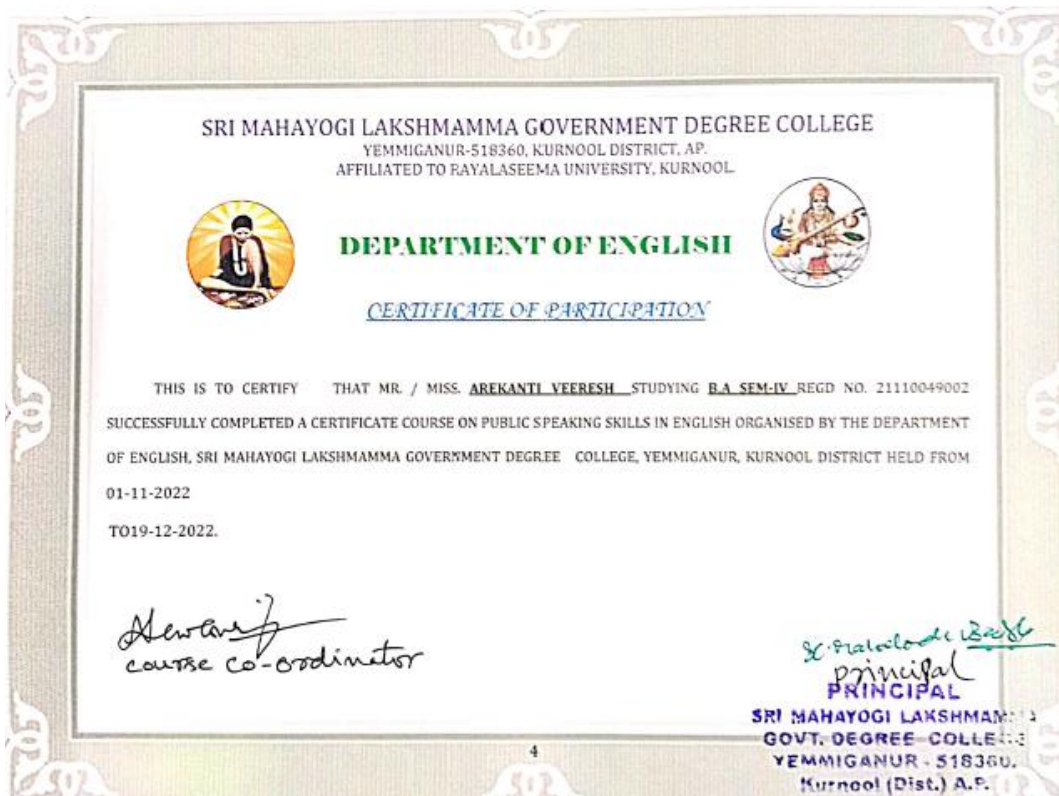 SRI MAHAYOGI LAKSHMAMMA GOVERNMENT DEGREE COLLEGE
YEMMIGANUR-518360, KURNOOL DISTRICT, AP.
AFFILIATED TO RAYALASEEMA UNIVERSITY, KURNOOL
DEPARTMENT OF ENGLISH
CERTIFICATE OF PARTICIPATION
THIS IS TO CERTIFY THAT MR. / MISS. AREKANTI VEERESH STUDYING B.A SEM-IV REGD NO. 21110049002
SUCCESSFULLY COMPLETED A CERTIFICATE COURSE ON PUBLIC SPEAKING SKILLS IN ENGLISH ORGANISED BY THE DEPARTMENT
OF ENGLISH, SRI MAHAYOGI LAKSHMAMMA GOVERNMENT DEGREE COLLEGE, YEMMIGANUR, KURNOOL DISTRICT HELD FROM
01-11-2022
TO19-12-2022.
course co-ordinator
principal
PRINCIPAL
SRI MAHAYOGI LAKSHMAMMA
GOVT. DEGREE COLLEGE
YEMMIGANUR - 518360.
Kurnool (Dist.) A.P.
4